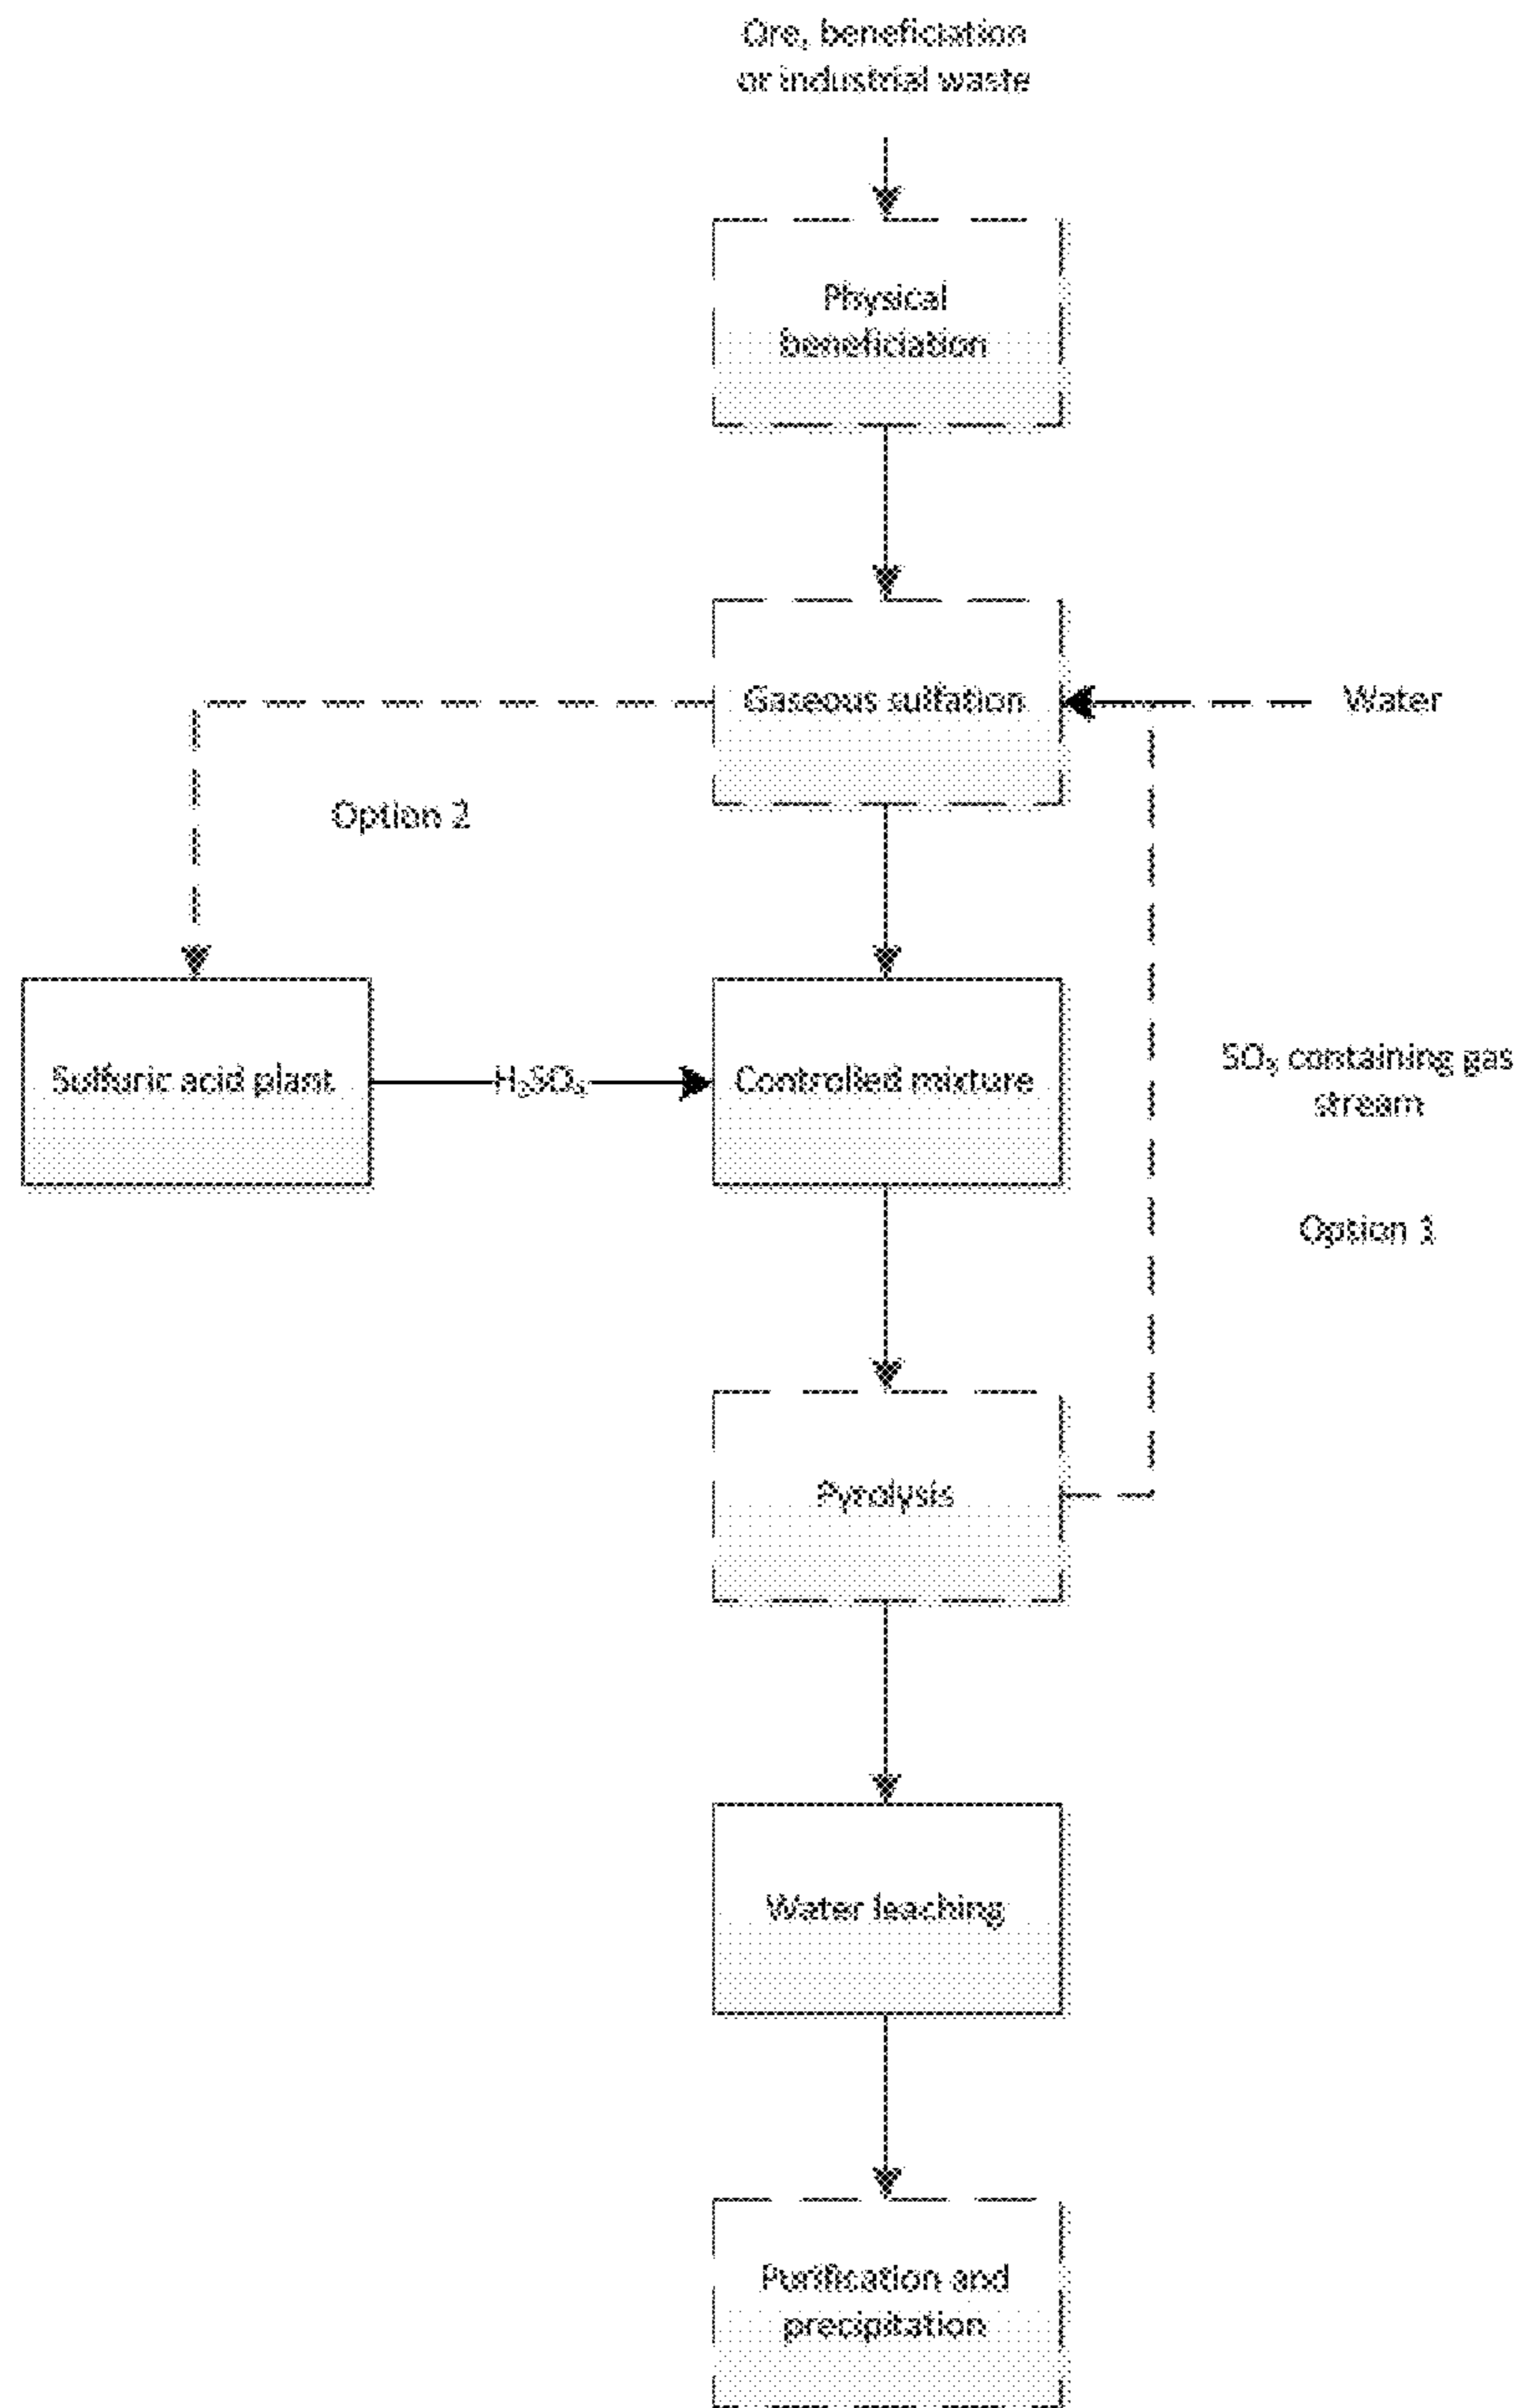 Ore, beneficiation
or industrial waste
Physical
beneficiation
Gaseous sulfation
Water
Option 2
Sulfuric acid plant
H₂SO₄
Controlled mixture
containing gas
stream
Option 1
Pyrolysis
Water leaching
Purification and
precipitation